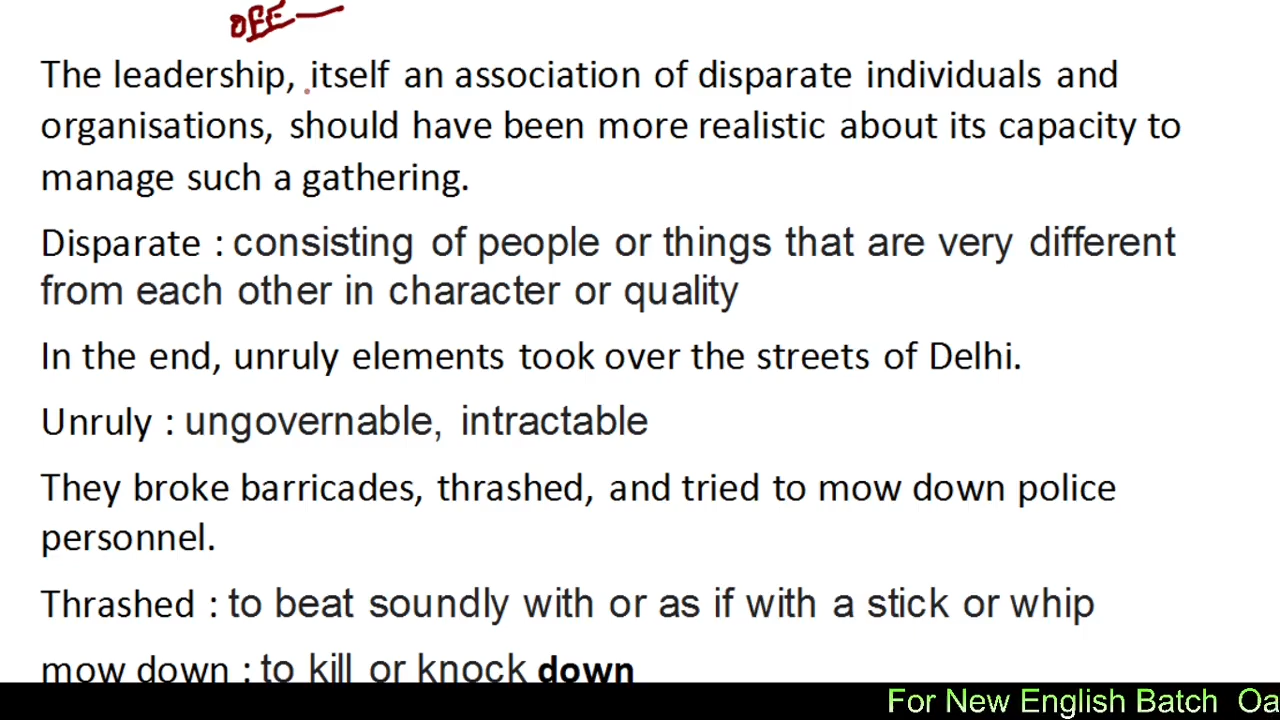 The leadership, itself an association of disparate individuals and
organisations, should have been more realistic about its capacity to
manage such a gathering.
Disparate : consisting of people or things that are very different
from each other in character or quality
In the end, unruly elements took over the streets of Delhi.
Unruly : ungovernable, intractable
They broke barricades, thrashed, and tried to mow down police
personnel.
Thrashed : to beat soundly with or as if with a stick or whip
mow down : to kill or knock down
For New English Batch Oa